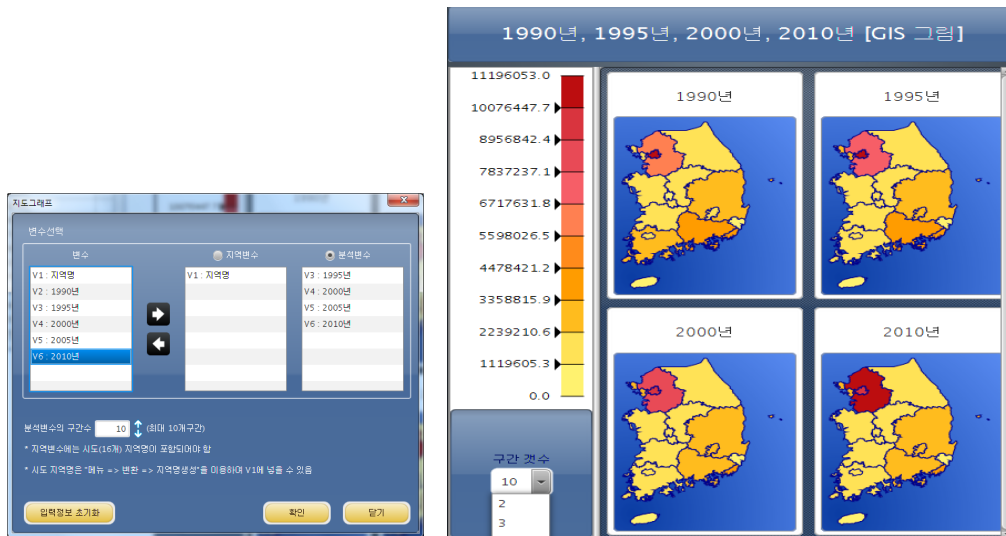 지도그래프
변수선택
변수
지역변수
분석변수
V1 : 지역명
V2 : 1990년
V3 : 1995년
V4 : 2000년
V5 : 2005년
V6 : 2010년
V1 : 지역명
V3 : 1995년
V4 : 2000년
V5 : 2005년
V6 : 2010년
분석변수의 구간수 10 (최대 10개구간)
* 지역변수에는 시도(16개) 지역명이 포함되어야 함
* 시도 지역명은 "메뉴 => 변환 => 지역명생성"을 이용하여 V1에 넣을 수 있음
입력정보 초기화
확인
닫기
1990년, 1995년, 2000년, 2010년 [GIS 그림]
11196053.0
10076447.7
8956842.4
7837237.1
6717631.8
5598026.5
4478421.2
3358815.9
2239210.6
1119605.3
0.0
구간 갯수
10
2
3
1990년
1995년
2000년
2010년